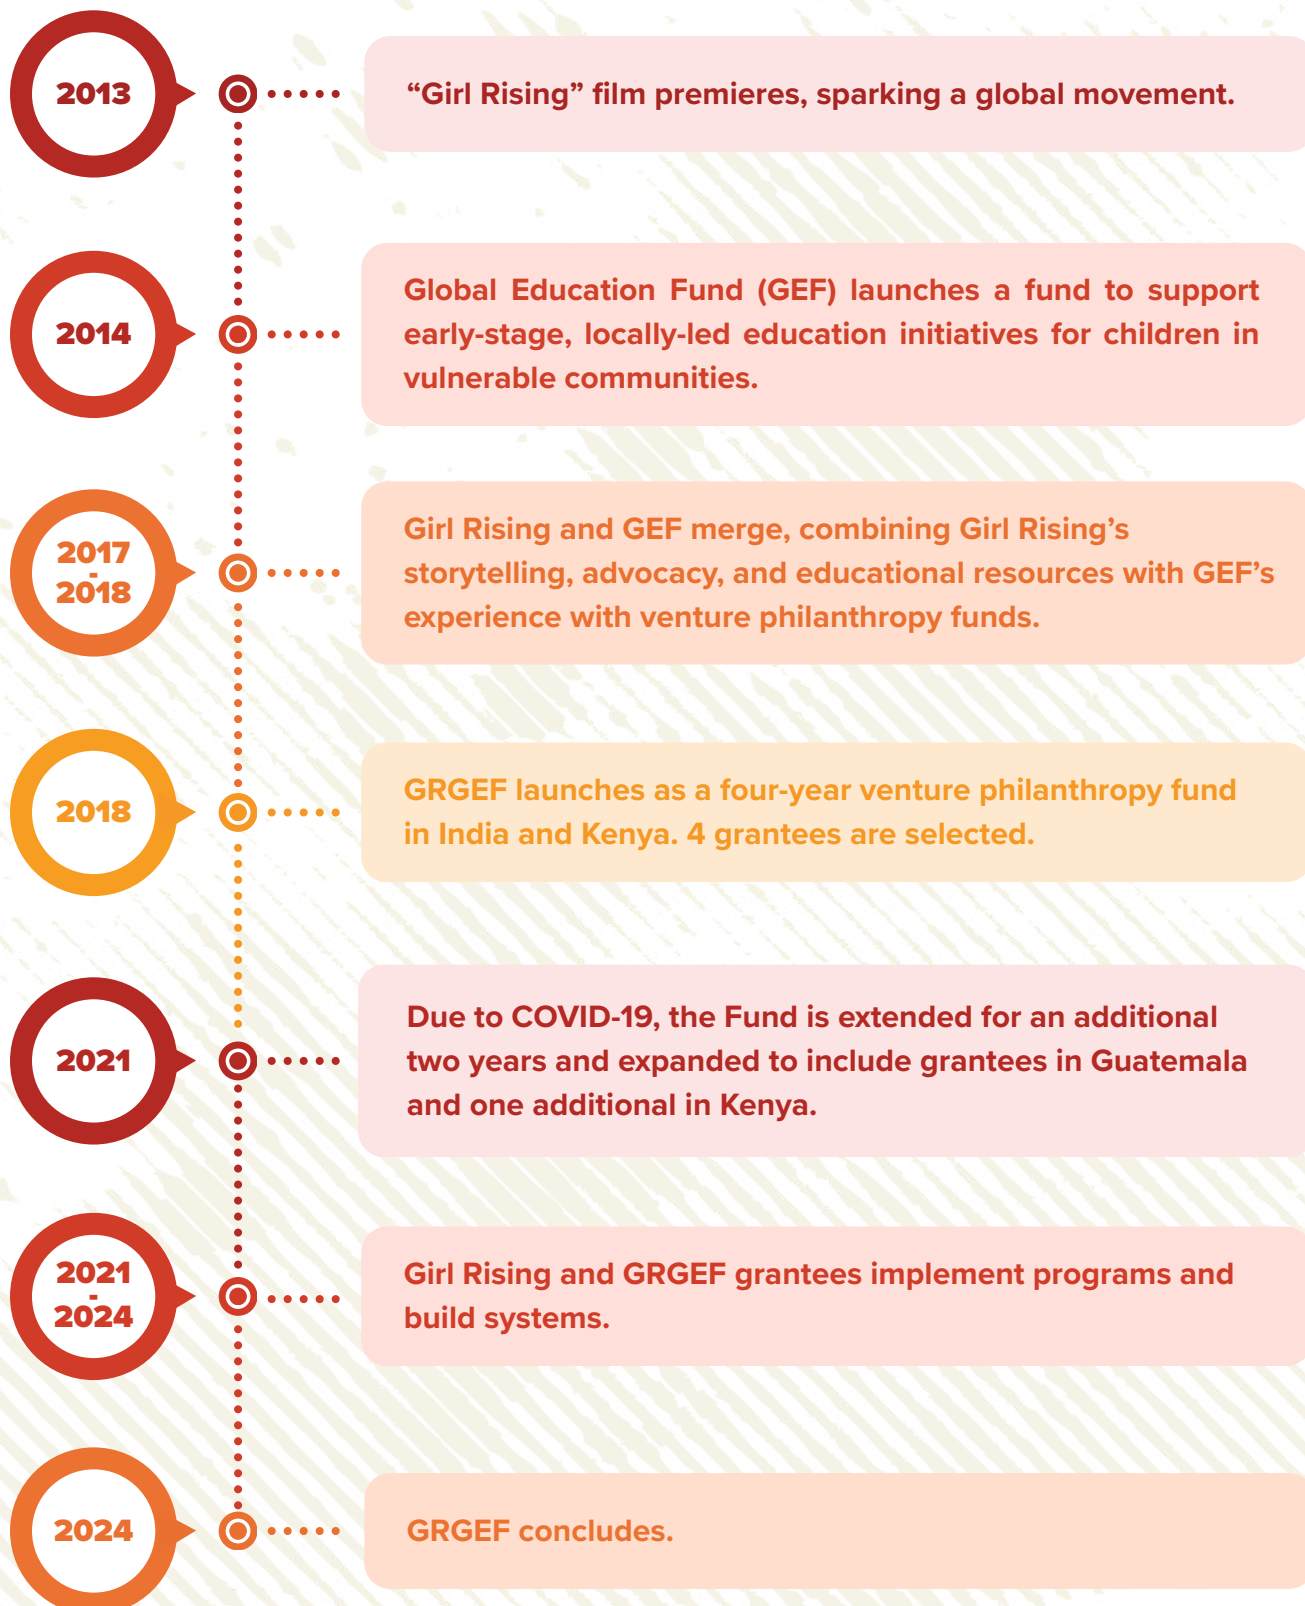 2013
“Girl Rising” film premieres, sparking a global movement.
2014
Global Education Fund (GEF) launches a fund to support
early-stage, locally-led education initiatives for children in
vulnerable communities.
2017
-
2018
Girl Rising and GEF merge, combining Girl Rising’s
storytelling, advocacy, and educational resources with GEF’s
experience with venture philanthropy funds.
2018
GRGEF launches as a four-year venture philanthropy fund
in India and Kenya. 4 grantees are selected.
2021
Due to COVID-19, the Fund is extended for an additional
two years and expanded to include grantees in Guatemala
and one additional in Kenya.
2021
-
2024
Girl Rising and GRGEF grantees implement programs and
build systems.
2024
GRGEF concludes.